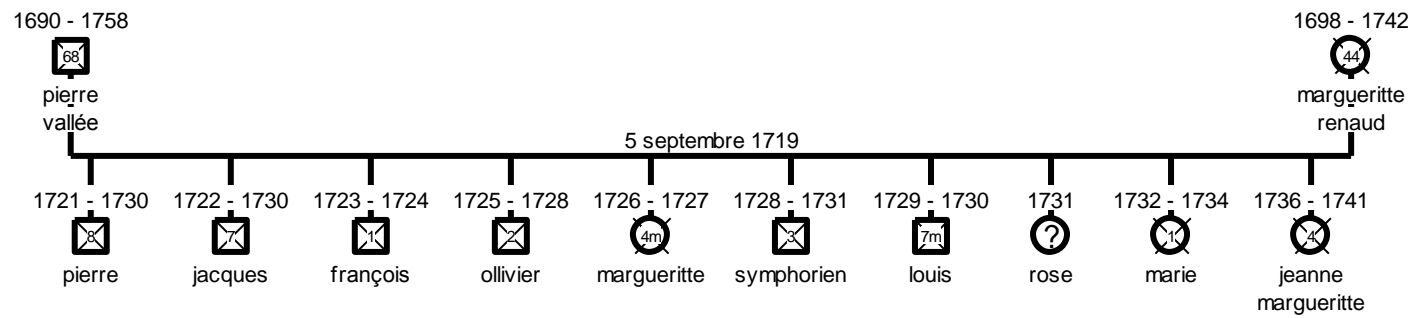 1690 - 1758
68
pierre
vallée
1698 - 1742
44
margueritte
renaud
5 septembre 1719
1721 - 1730
8
pierre
1722 - 1730
7
jacques
1723 - 1724
1
françois
1725 - 1728
2
ollivier
1726 - 1727
4m
margueritte
1728 - 1731
3
symphorien
1729 - 1730
7m
louis
1731
?
rose
1732 - 1734
1
marie
1736 - 1741
4
jeanne
margueritte